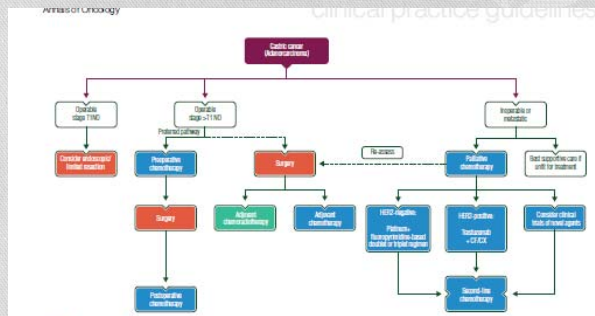 Annals of Oncology
clinical practice guidelines
Gastric cancer
(Adenocarcinoma)
Operable
stage T1N0
Operable
stage >T1N0
Inoperable or
metastatic
Preferred pathway
Re-assess
Consider endoscopic/
limited resection
Preoperative
chemotherapy
Surgery
Palliative
chemotherapy
Best supportive care if
unfit for treatment
Surgery
Adjuvant
chemoradiotherapy
Adjuvant
chemotherapy
HER2-negative:
Platinum+
fluoropyrimidine-based
doublet or triplet regimen
HER2-positive:
Trastuzumab
+ CF/CX
Consider clinical
trials of novel agents
Postoperative
chemotherapy
Second-line
chemotherapy